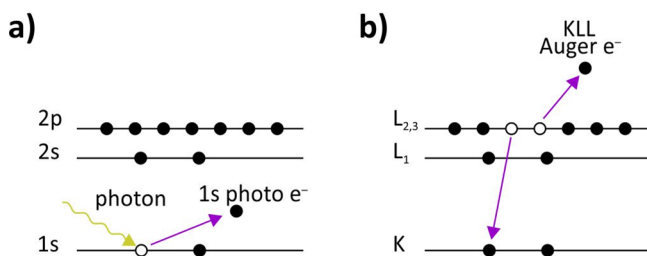 a)
2p
2s
photon
1s photo e⁻
1s
b)
KLL
Auger e⁻
L₂,₃
L₁
K